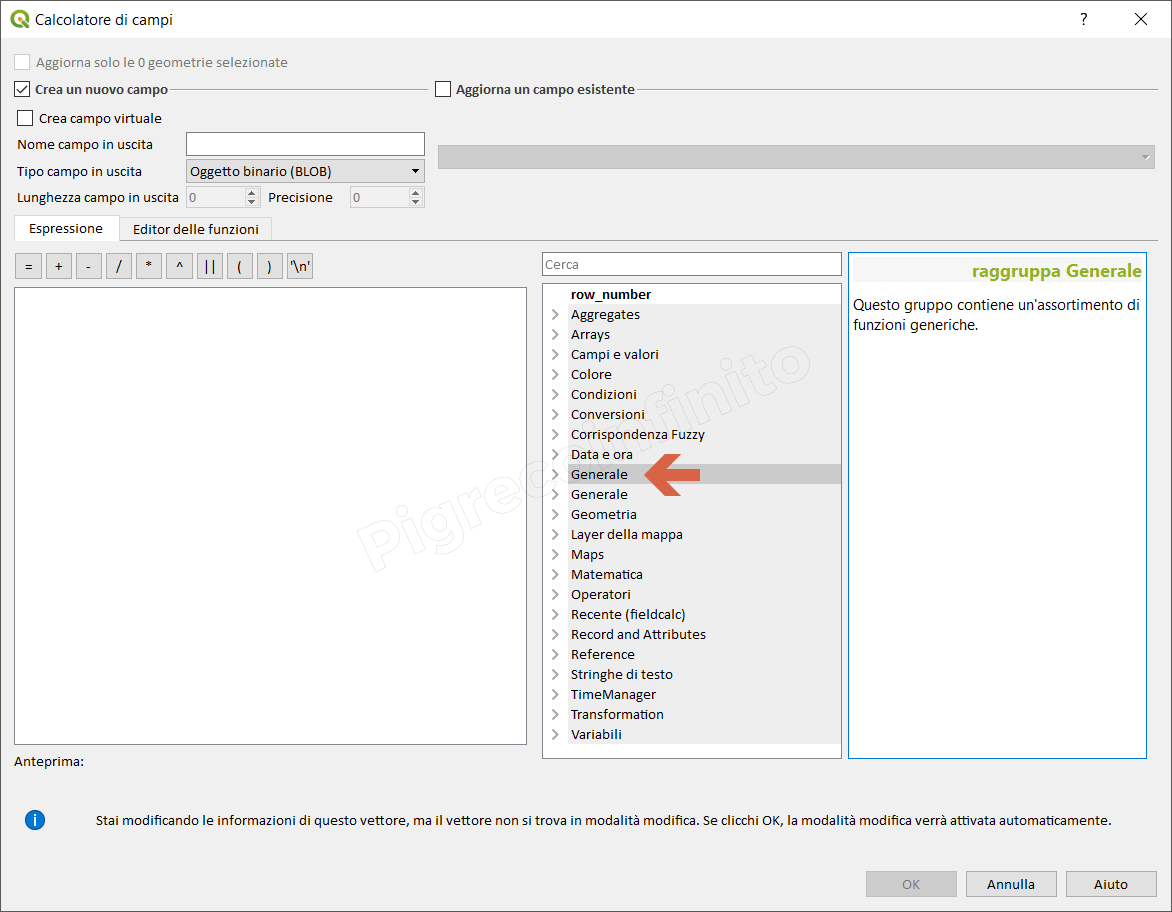 Calcolatore di campi
?
Aggiorna solo le 0 geometrie selezionate
Crea un nuovo campo
Aggiorna un campo esistente
Crea campo virtuale
Nome campo in uscita
Tipo campo in uscita Oggetto binario (BLOB)
Lunghezza campo in uscita 0 Precisione 0
Espressione Editor delle funzioni
= + - / * ^ || ( ) '\n'
Cerca
row_number
Aggregates
Arrays
Campi e valori
Colore
Condizioni
Conversioni
Corrispondenza Fuzzy
Data e ora
Generale
Generale
Geometria
Layer della mappa
Maps
Matematica
Operatori
Recente (fieldcalc)
Record and Attributes
Reference
Stringhe di testo
TimeManager
Transformation
Variabili
raggruppa Generale
Questo gruppo contiene un'assortimento di
funzioni generiche.
Pigrecoinfinito
Anteprima:
Stai modificando le informazioni di questo vettore, ma il vettore non si trova in modalità modifica. Se clicchi OK, la modalità modifica verrà attivata automaticamente.
OK Annulla Aiuto